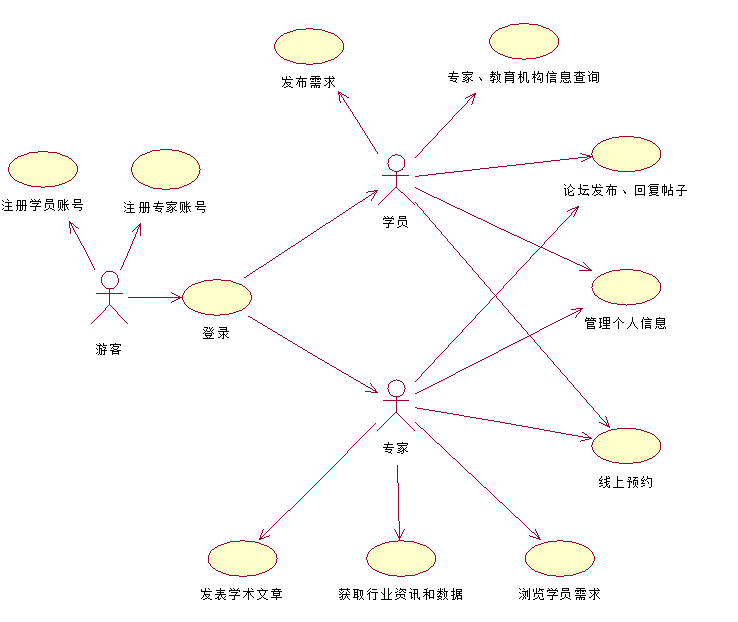 发布需求
专家、教育机构信息查询
论坛发布、回复帖子
注册学员账号
注册专家账号
学员
管理个人信息
登录
游客
专家
线上预约
发表学术文章
获取行业资讯和数据
浏览学员需求